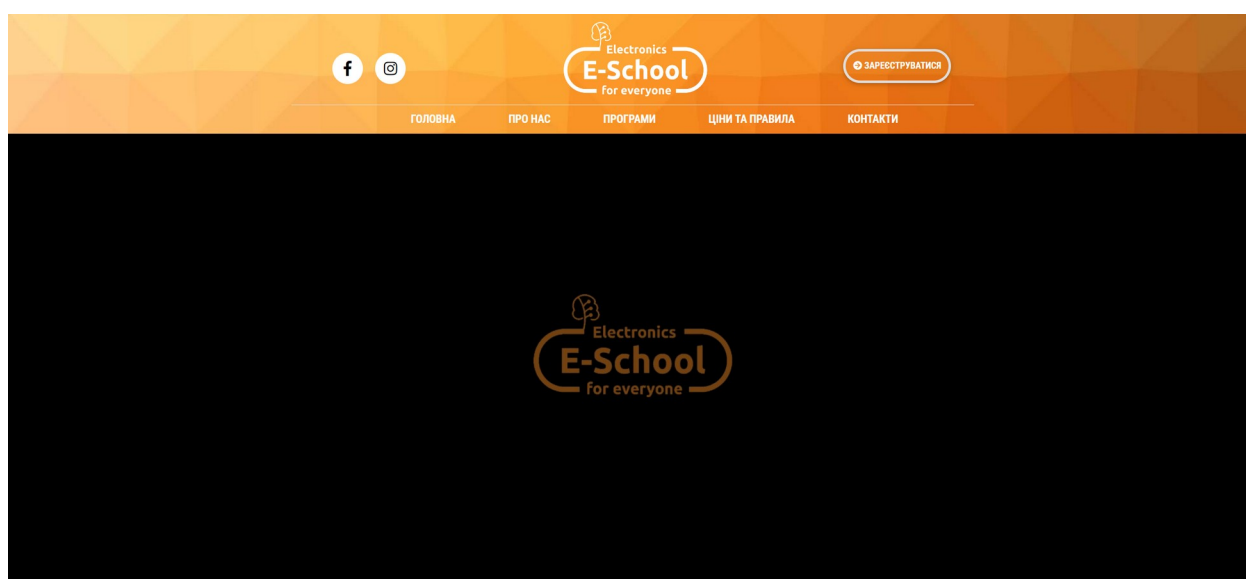 Electronics
E-School
for everyone
ЗАРЕЄСТРУВАТИСЯ
ГОЛОВНА ПРО НАС ПРОГРАМИ ЦІНИ ТА ПРАВИЛА КОНТАКТИ
Electronics
E-School
for everyone